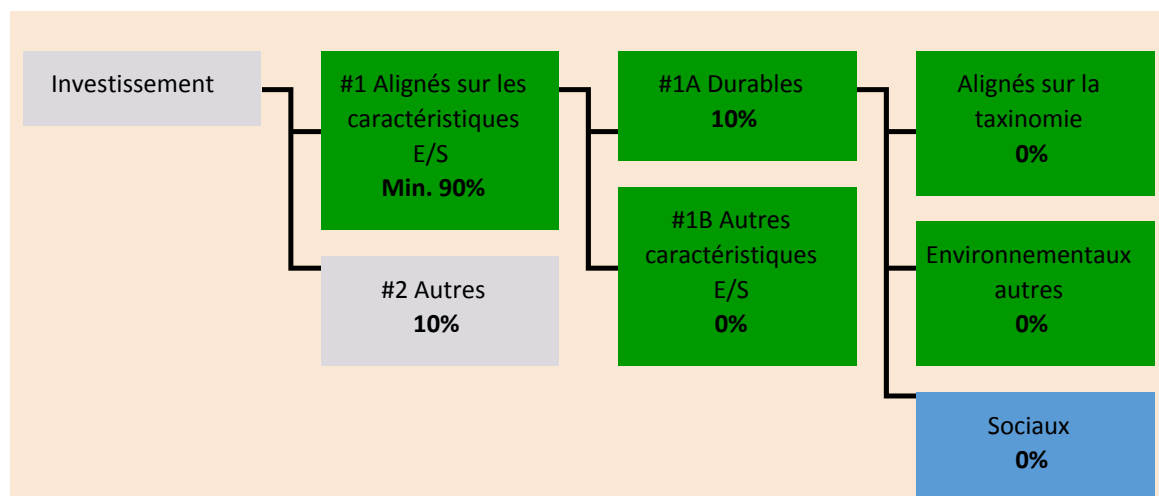 Investissement
#1 Alignés sur les
caractéristiques
E/S
Min. 90%
#2 Autres
10%
#1A Durables
10%
#1B Autres
caractéristiques
E/S
0%
Alignés sur la
taxinomie
0%
Environnementaux
autres
0%
Sociaux
0%